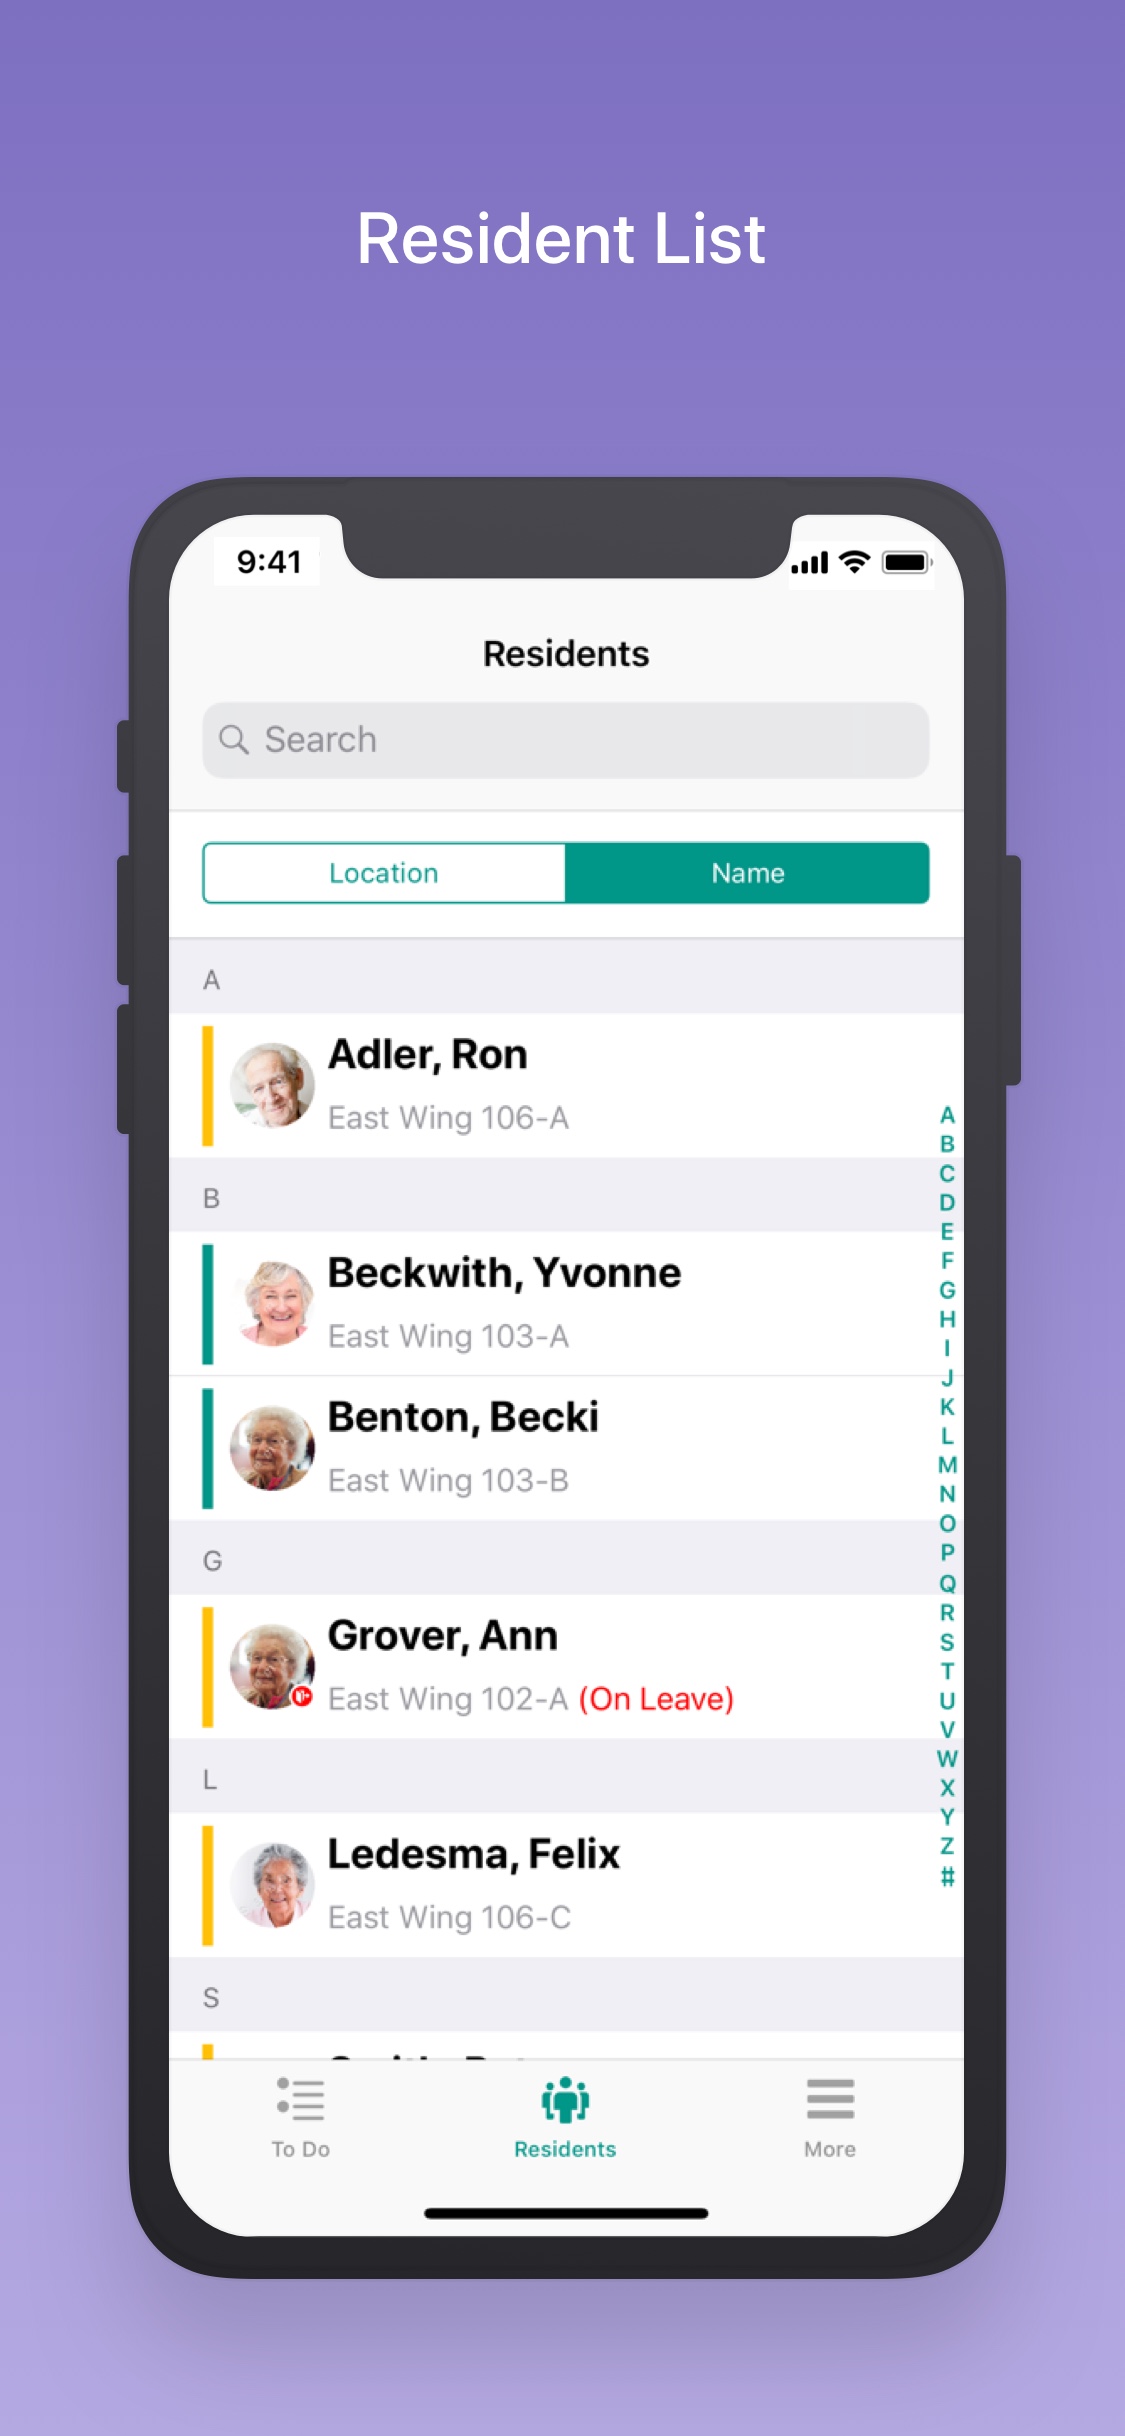 Resident List
9:41
Residents
Search
Location Name
A
Adler, Ron
East Wing 106-A
B
Beckwith, Yvonne
East Wing 103-A
Benton, Becki
East Wing 103-B
G
Grover, Ann
East Wing 102-A (On Leave)
L
Ledesma, Felix
East Wing 106-C
S
A
B
C
D
E
F
G
H
I
J
K
L
M
N
O
P
Q
R
S
T
U
V
W
X
Y
Z
#
To Do Residents More